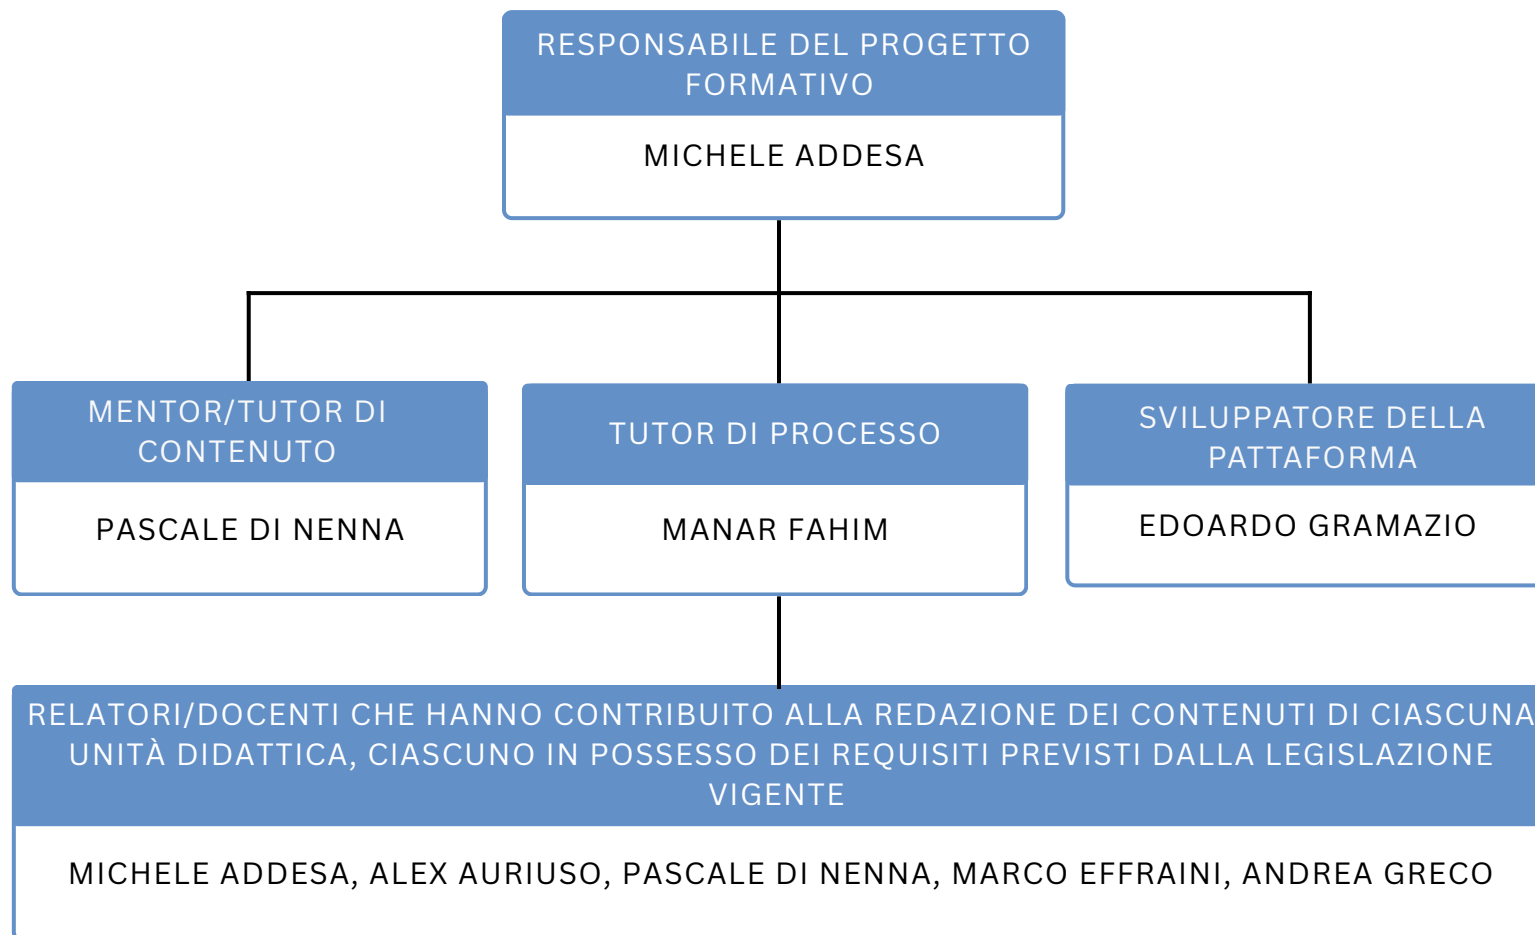 RESPONSABILE DEL PROGETTO
FORMATIVO
MICHELE ADDESA
MENTOR/TUTOR DI
CONTENUTO
PASCALE DI NENNA
TUTOR DI PROCESSO
MANAR FAHIM
SVILUPPATORE DELLA
PATTAFORMA
EDOARDO GRAMAZIO
RELATORI/DOCENTI CHE HANNO CONTRIBUITO ALLA REDAZIONE DEI CONTENUTI DI CIASCUNA
UNITÀ DIDATTICA, CIASCUNO IN POSSESSO DEI REQUISITI PREVISTI DALLA LEGISLAZIONE
VIGENTE
MICHELE ADDESA, ALEX AURIUSO, PASCALE DI NENNA, MARCO EFFRAINI, ANDREA GRECO